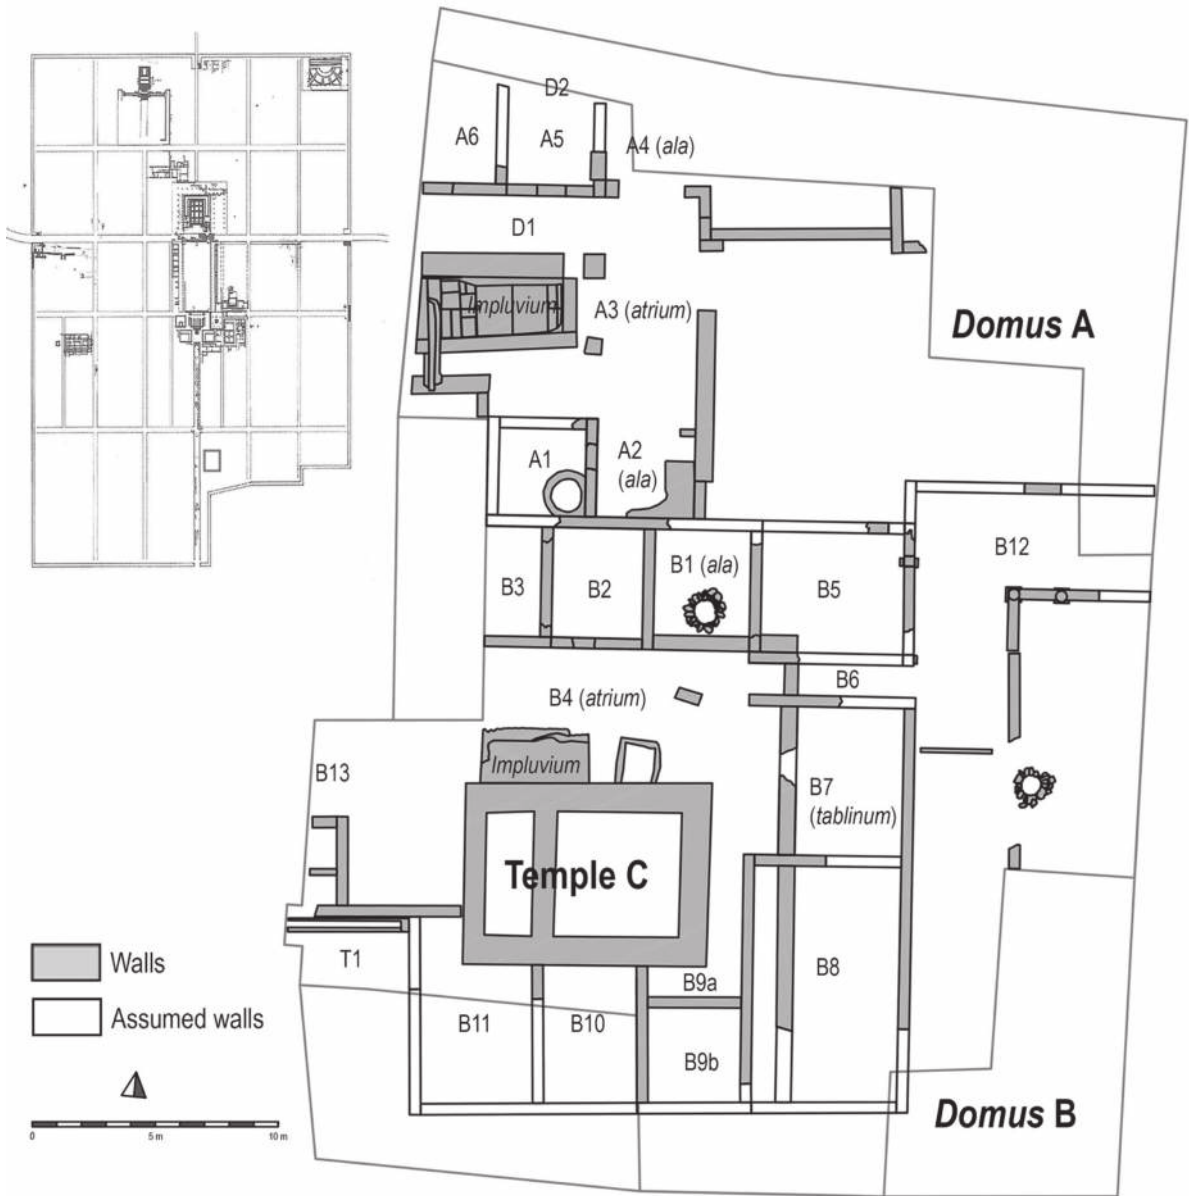 D2
A6
A5
A4 (ala)
D1
Impluvium
A3 (atrium)
Domus A
A1
A2
(ala)
B12
B3
B2
B1 (ala)
B5
B6
B4 (atrium)
Impluvium
B13
B7
(tablinum)
Temple C
Walls
T1
B8
B9a
Assumed walls
B11
B10
B9b
Domus B
0 5 m 10 m